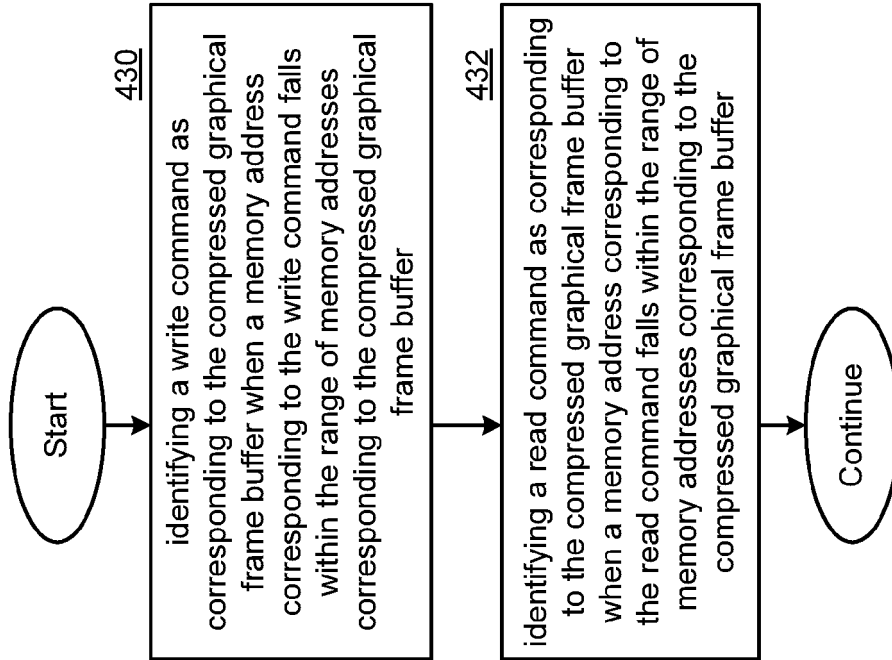 Start
430
identifying a write command as
corresponding to the compressed graphical
frame buffer when a memory address
corresponding to the write command falls
within the range of memory addresses
corresponding to the compressed graphical
frame buffer
432
identifying a read command as corresponding
to the compressed graphical frame buffer
when a memory address corresponding to
the read command falls within the range of
memory addresses corresponding to the
compressed graphical frame buffer
Continue